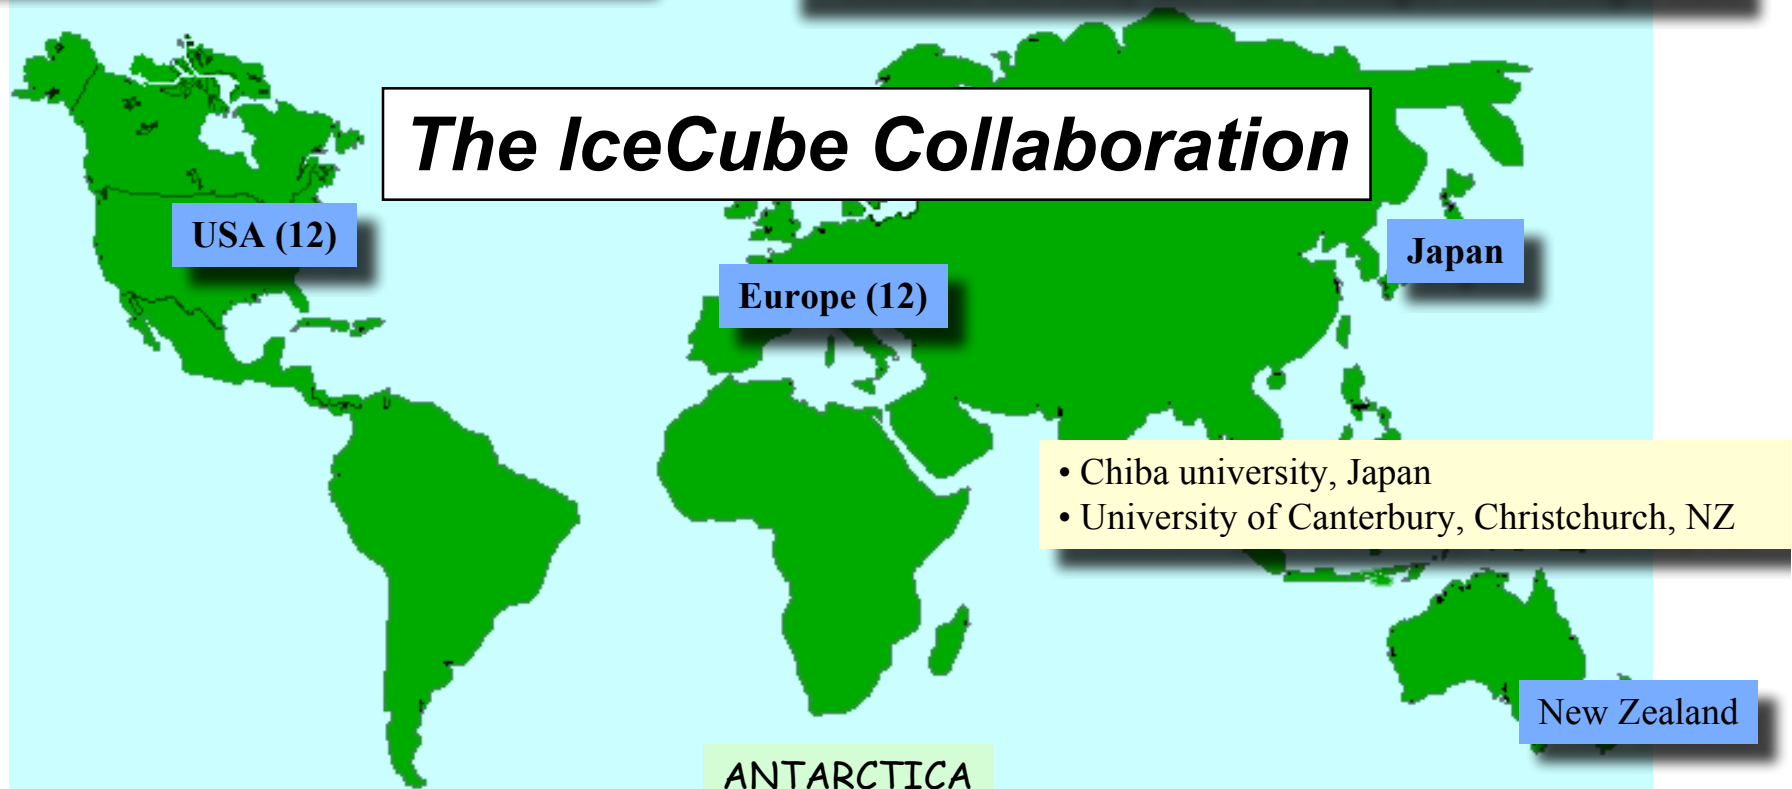 The IceCube Collaboration
USA (12)
Japan
Europe (12)
• Chiba university, Japan
• University of Canterbury, Christchurch, NZ
New Zealand
ANTARCTICA